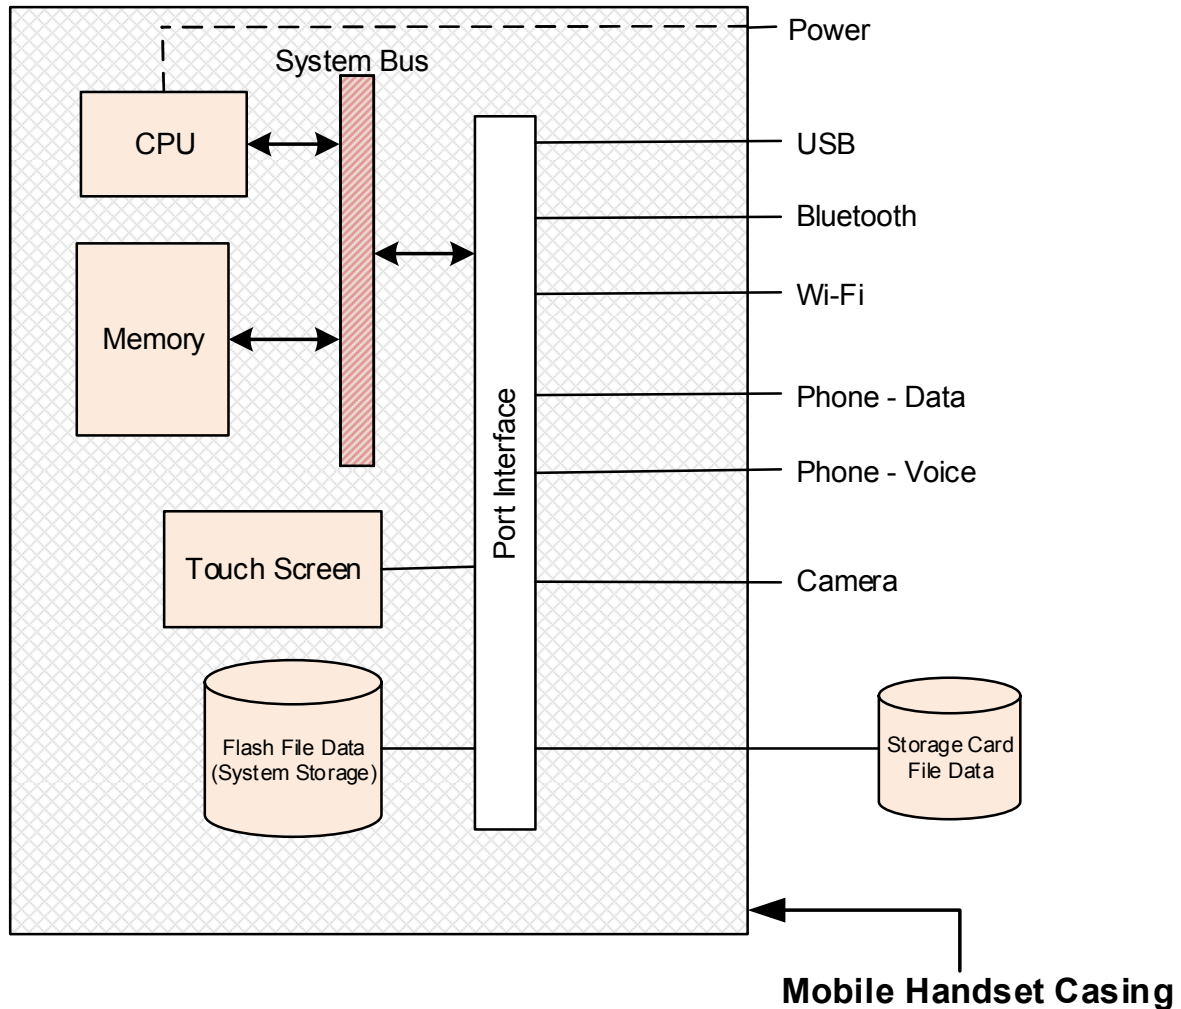 Power
System Bus
CPU
USB
Bluetooth
Wi-Fi
Memory
Port Interface
Phone - Data
Phone - Voice
Touch Screen
Camera
Flash File Data
(System Storage)
Storage Card
File Data
Mobile Handset Casing